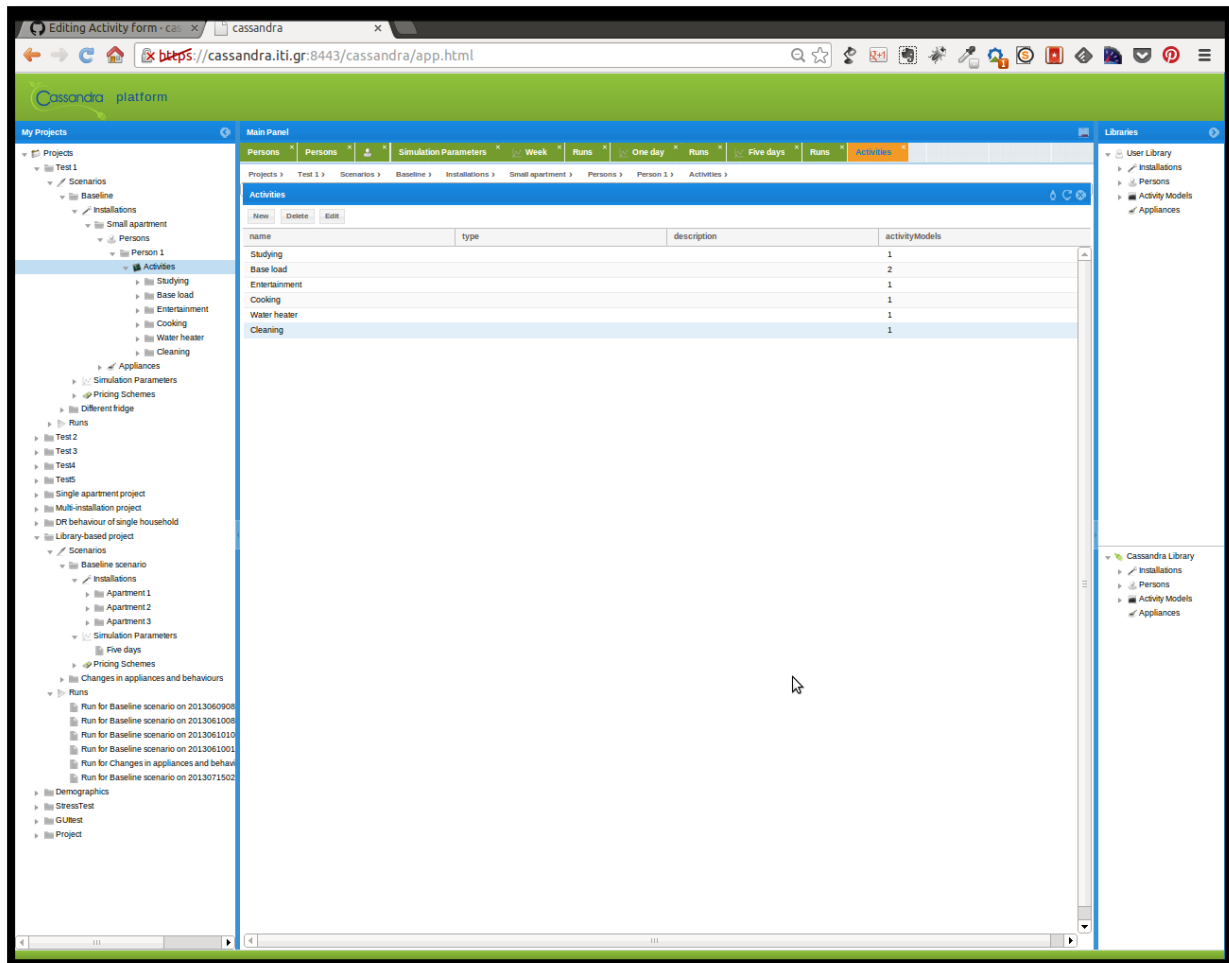 Editing Activity form · cas
cassandra
https://cassandra.iti.gr:8443/cassandra/app.html
Cassandra platform
My Projects
Projects
Test 1
Scenarios
Baseline
Installations
Small apartment
Persons
Person 1
Activities
Studying
Base load
Entertainment
Cooking
Water heater
Cleaning
Appliances
Simulation Parameters
Pricing Schemes
Different fridge
Runs
Test 2
Test 3
Test4
Test5
Single apartment project
Multi-installation project
DR behaviour of single household
Library-based project
Scenarios
Baseline scenario
Installations
Apartment 1
Apartment 2
Apartment 3
Simulation Parameters
Five days
Pricing Schemes
Changes in appliances and behaviours
Runs
Run for Baseline scenario on 2013060908
Run for Baseline scenario on 2013061008
Run for Baseline scenario on 2013061010
Run for Baseline scenario on 2013061001
Run for Changes in appliances and behavi
Run for Baseline scenario on 2013071502
Demographics
StressTest
GUItest
Project
Main Panel
Persons Persons Simulation Parameters Week Runs One day Runs Five days Runs Activities
Projects › Test 1 › Scenarios › Baseline › Installations › Small apartment › Persons › Person 1 › Activities ›
Activities
New Delete Edit
name type description activityModels
Studying 1
Base load 2
Entertainment 1
Cooking 1
Water heater 1
Cleaning 1
Libraries
User Library
Installations
Persons
Activity Models
Appliances
Cassandra Library
Installations
Persons
Activity Models
Appliances